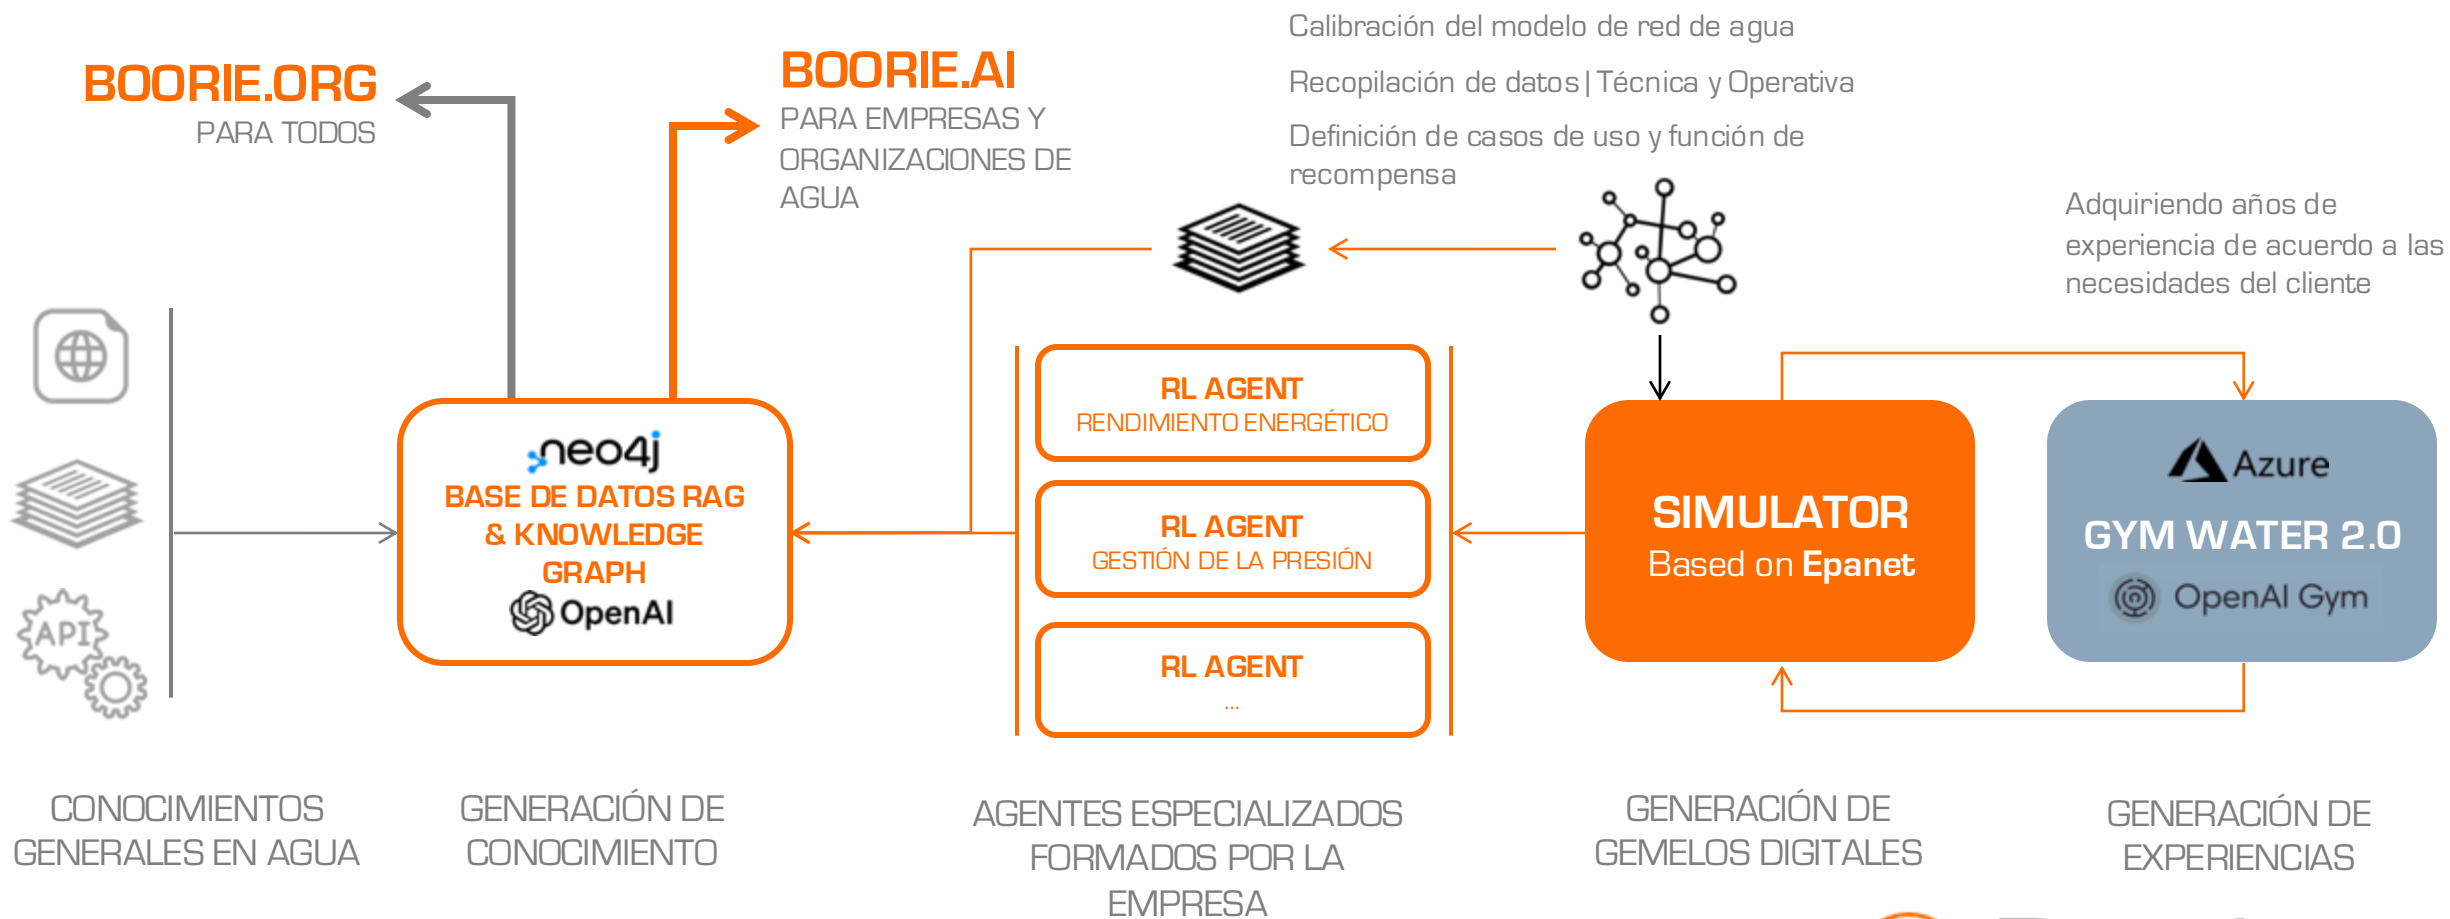 BOORIE.ORG
PARA TODOS
BOORIE.AI
PARA EMPRESAS Y
ORGANIZACIONES DE
AGUA
Calibración del modelo de red de agua
Recopilación de datos | Técnica y Operativa
Definición de casos de uso y función de
recompensa
Adquiriendo años de
experiencia de acuerdo a las
necesidades del cliente
API
neo4j
BASE DE DATOS RAG
& KNOWLEDGE
GRAPH
OpenAI
RL AGENT
RENDIMIENTO ENERGÉTICO
RL AGENT
GESTIÓN DE LA PRESIÓN
RL AGENT
...
SIMULATOR
Based on Epanet
Azure
GYM WATER 2.0
OpenAI Gym
CONOCIMIENTOS
GENERALES EN AGUA
GENERACIÓN DE
CONOCIMIENTO
AGENTES ESPECIALIZADOS
FORMADOS POR LA
EMPRESA
GENERACIÓN DE
GEMELOS DIGITALES
GENERACIÓN DE
EXPERIENCIAS